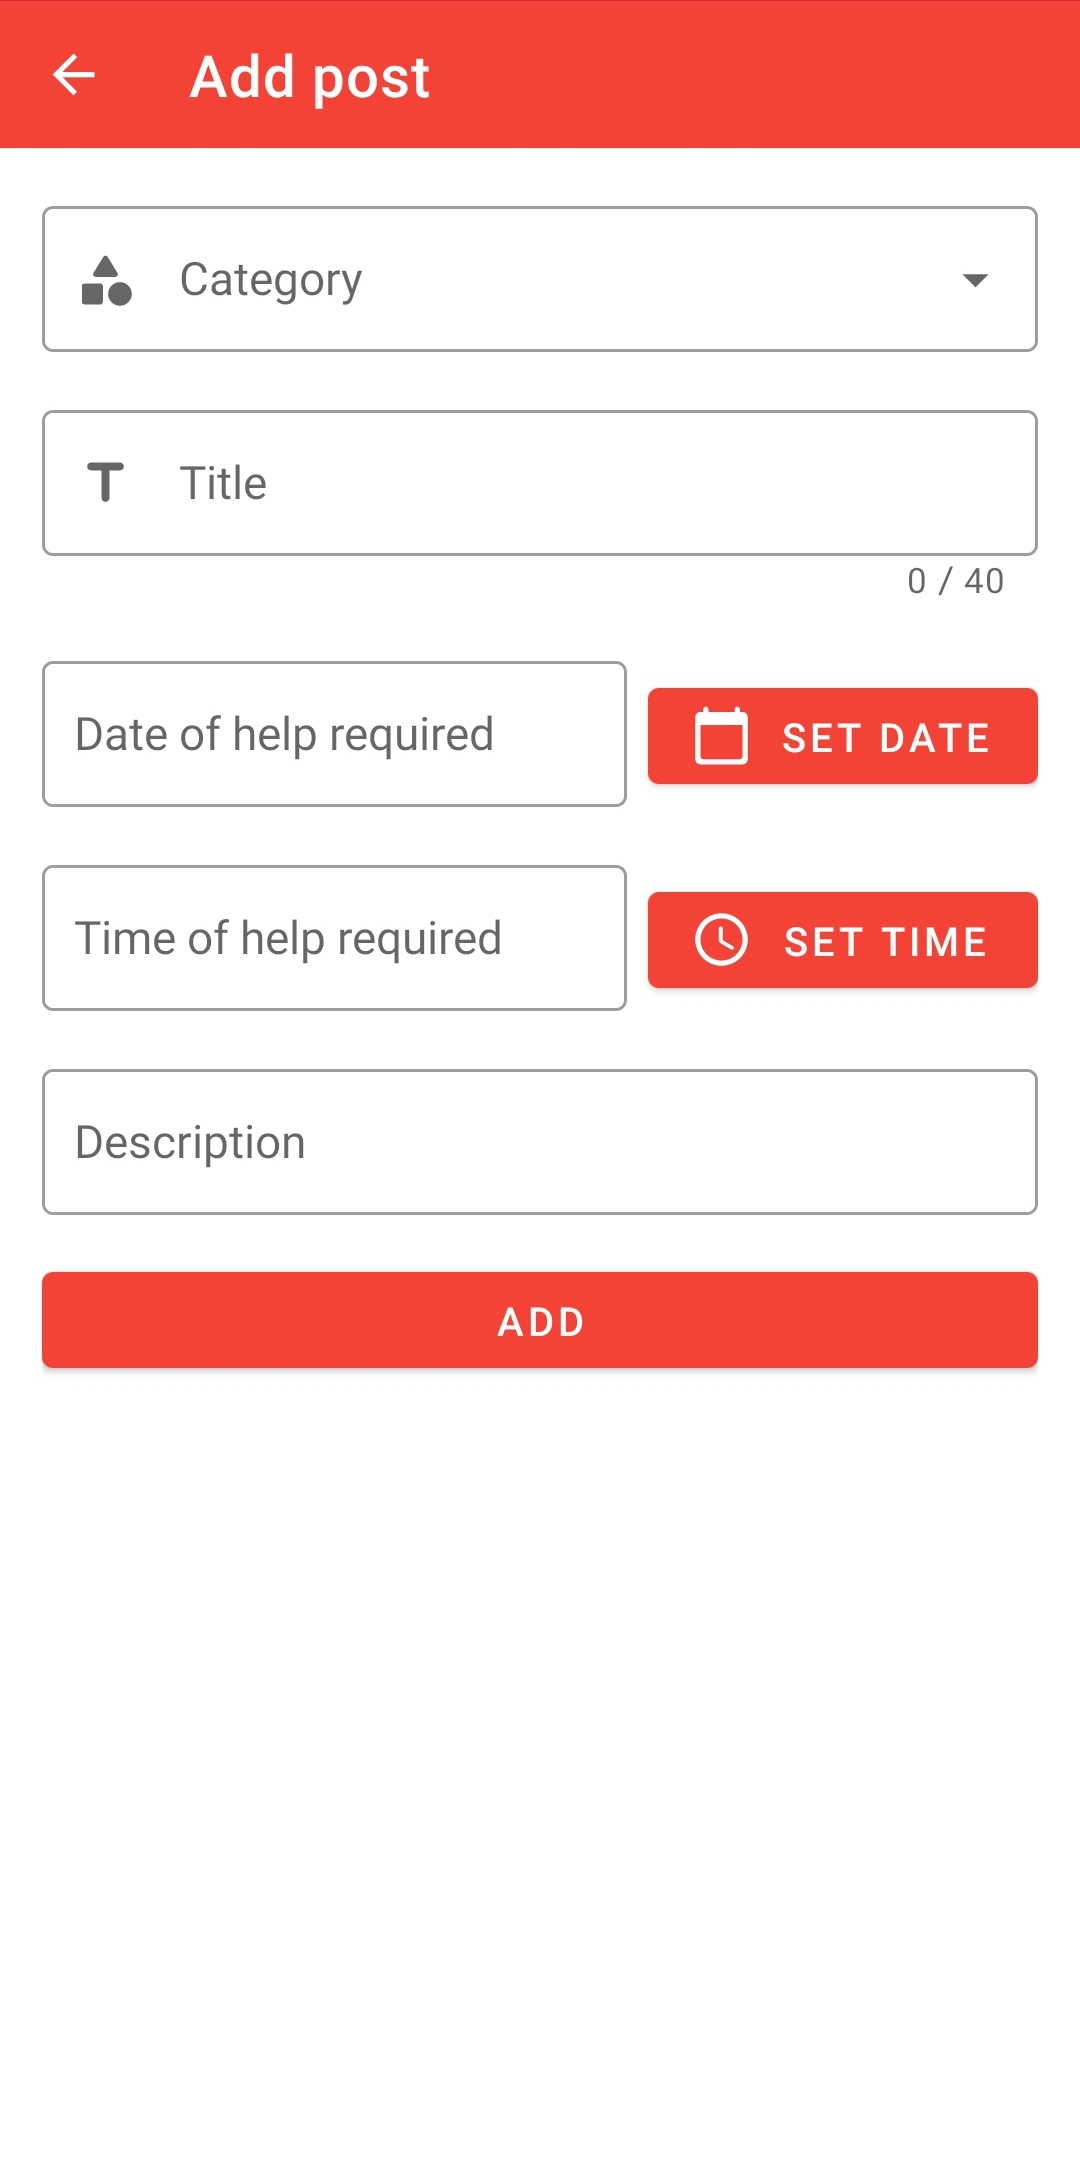 Add post
Category
Title
0 / 40
Date of help required
SET DATE
Time of help required
SET TIME
Description
ADD